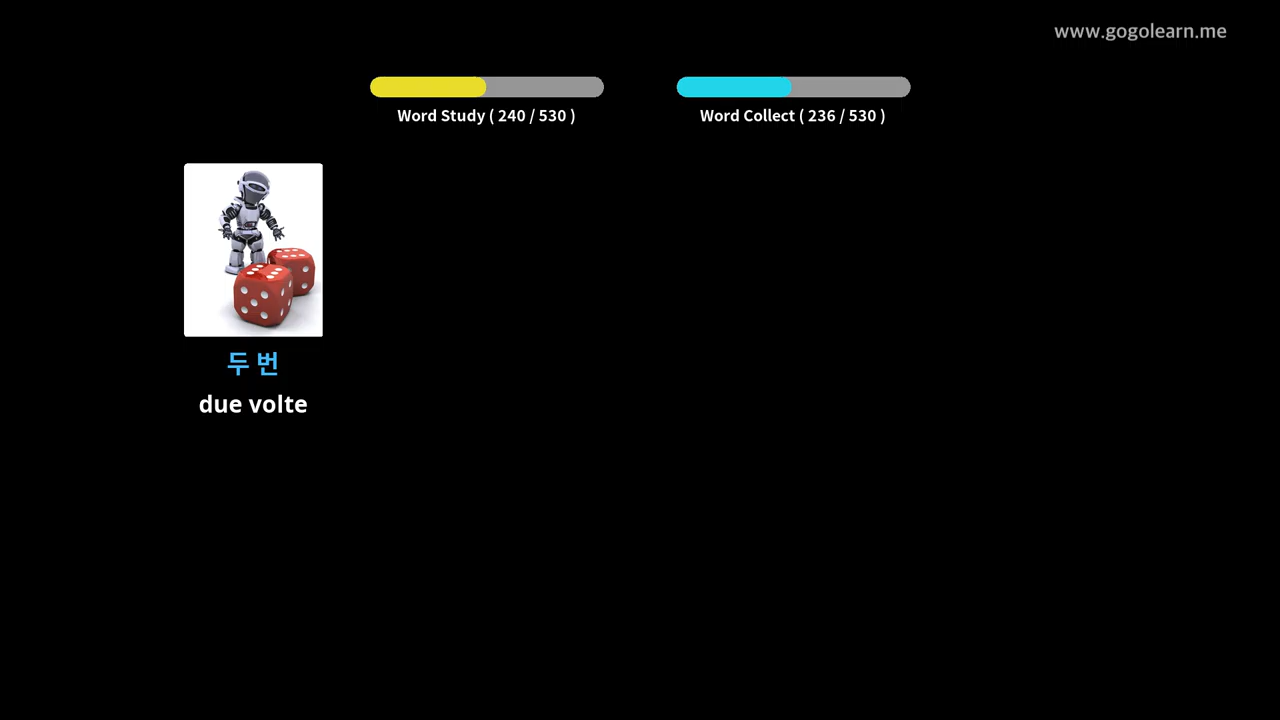 www.gogolearn.me
Word Study ( 240 / 530 )
Word Collect ( 236 / 530 )
두 번
due volte